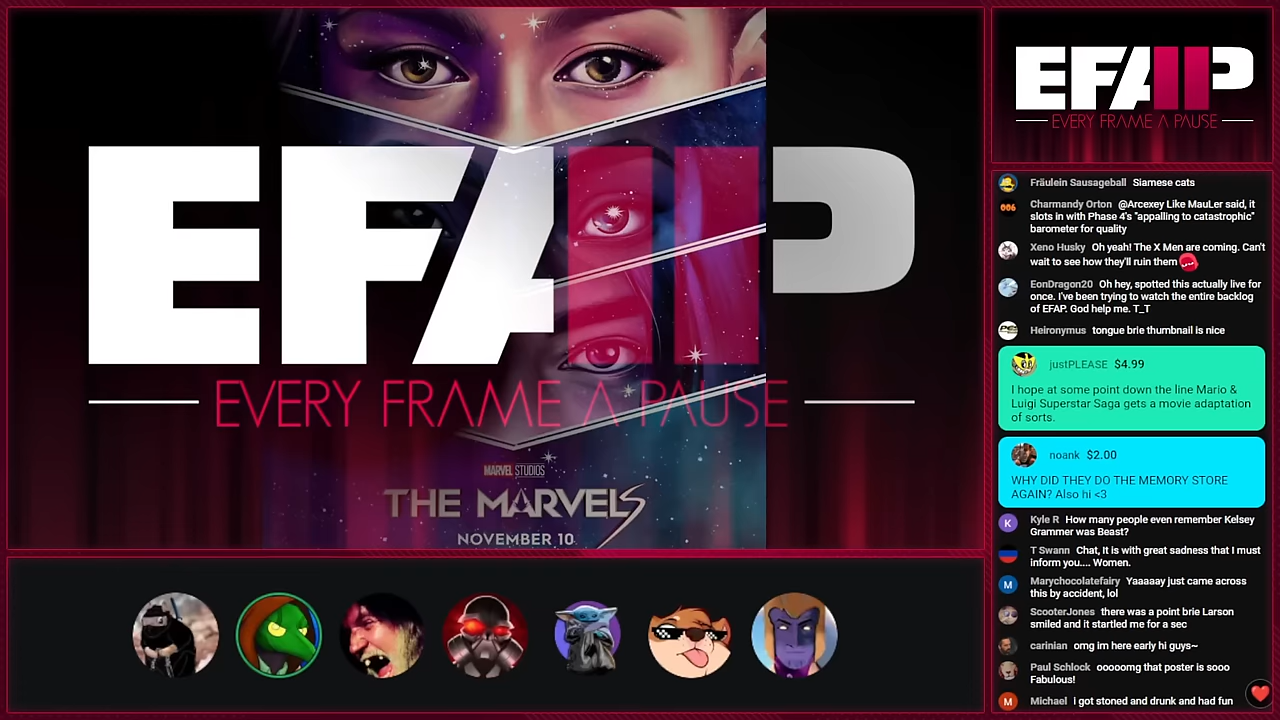 EFAP
EVERY FRAME A PAUSE
MARVEL STUDIOS
THE MARVELS
NOVEMBER 10
EFAP
EVERY FRAME A PAUSE
Fräulein Sausageball Siamese cats
006
Charmandy Orton @Arcexey Like MauLer said, it
slots in with Phase 4's "appalling to catastrophic"
barometer for quality
Xeno Husky Oh yeah! The X Men are coming. Can't
wait to see how they'll ruin them
EonDragon20 Oh hey, spotted this actually live for
once. I've been trying to watch the entire backlog
of EFAP. God help me. T_T
Heironymus tongue brie thumbnail is nice
justPLEASE $4.99
I hope at some point down the line Mario &
Luigi Superstar Saga gets a movie adaptation
of sorts.
noank $2.00
WHY DID THEY DO THE MEMORY STORE
AGAIN? Also hi <3
K
Kyle R How many people even remember Kelsey
Grammer was Beast?
T Swann Chat, It is with great sadness that I must
inform you.... Women.
M
Marychocolatefairy Yaaaaay just came across
this by accident, lol
ScooterJones there was a point brie Larson
smiled and it startled me for a sec
carinian omg im here early hi guys~
Paul Schlock ooooomg that poster is sooo
Fabulous!
M
Michael I got stoned and drunk and had fun